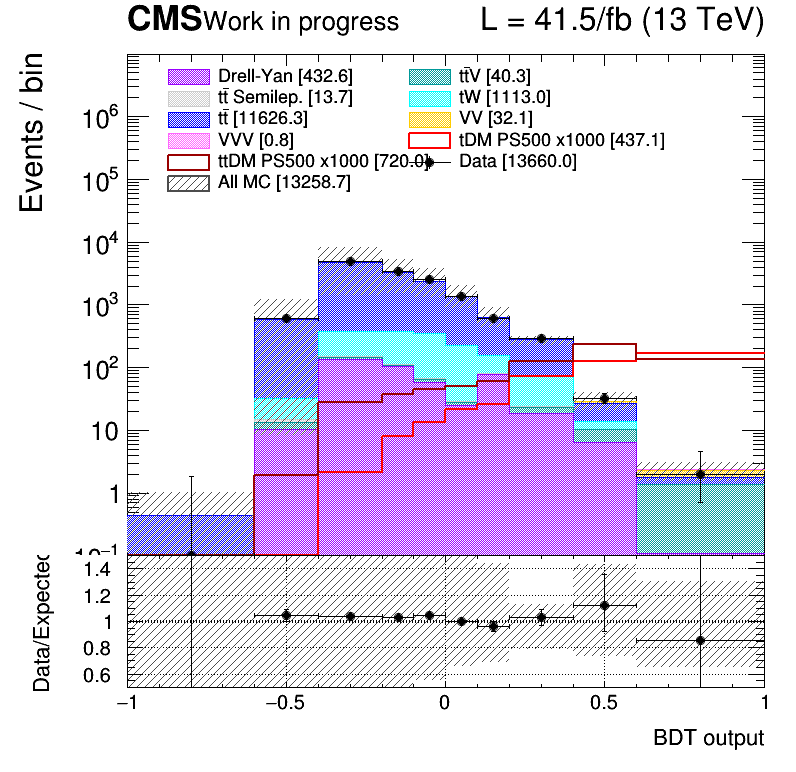 CMS Work in progress L = 41.5/fb (13 TeV)
Events / bin
Drell-Yan [432.6] tt̄V [40.3]
tt̄ Semilep. [13.7] tW [1113.0]
tt̄ [11626.3] VV [32.1]
VVV [0.8] tDM PS500 x1000 [437.1]
ttDM PS500 x1000 [720.0] Data [13660.0]
All MC [13258.7]
10⁶
10⁵
10⁴
10³
10²
10
1
10⁻¹
Data/Expected
1.4
1.2
1
0.8
0.6
−1 −0.5 0 0.5 1
BDT output